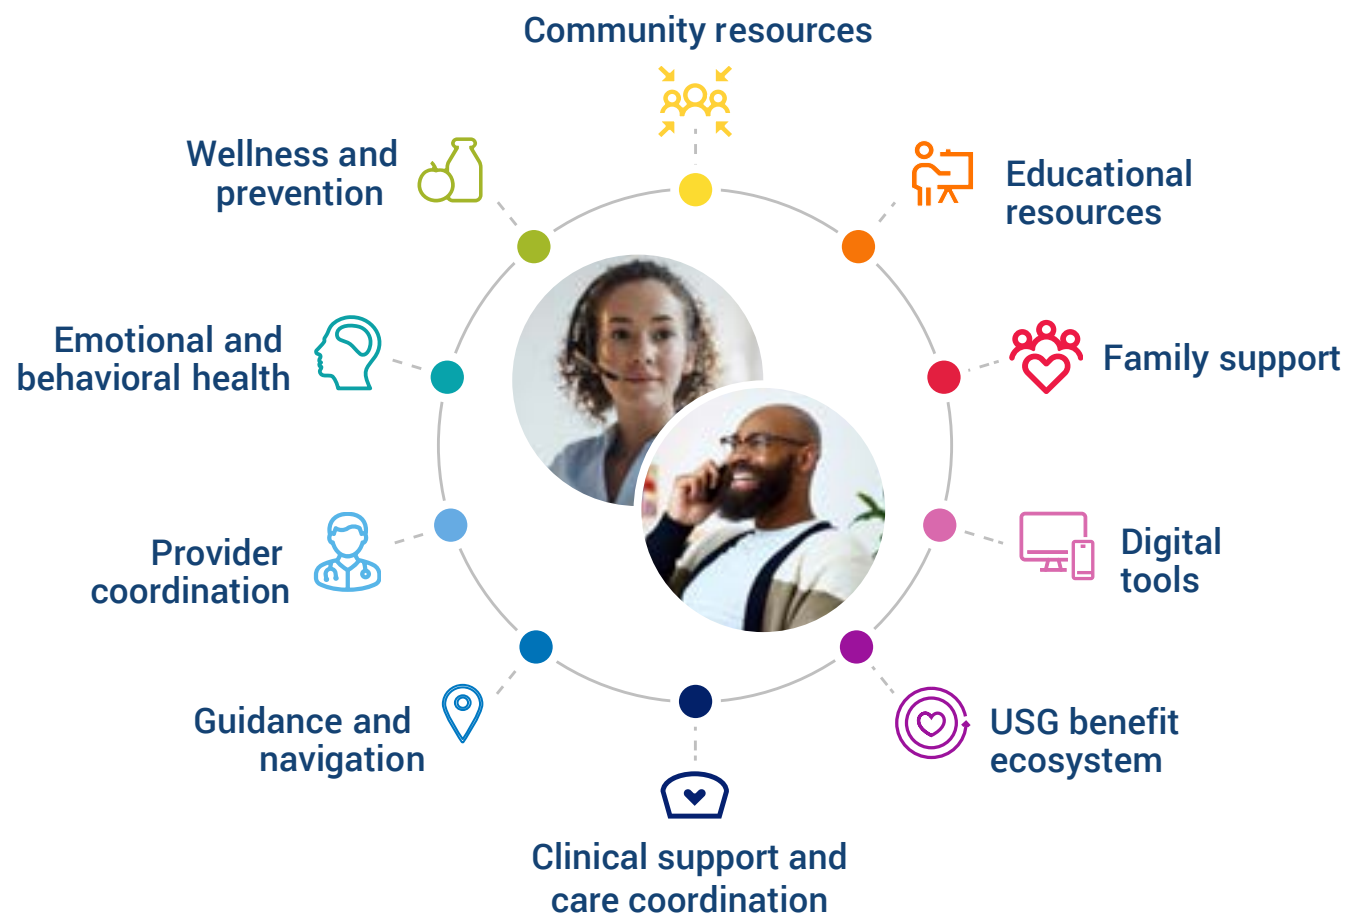 Community resources
Educational
resources
Family support
Digital
tools
USG benefit
ecosystem
Clinical support and
care coordination
Guidance and
navigation
Provider
coordination
Emotional and
behavioral health
Wellness and
prevention